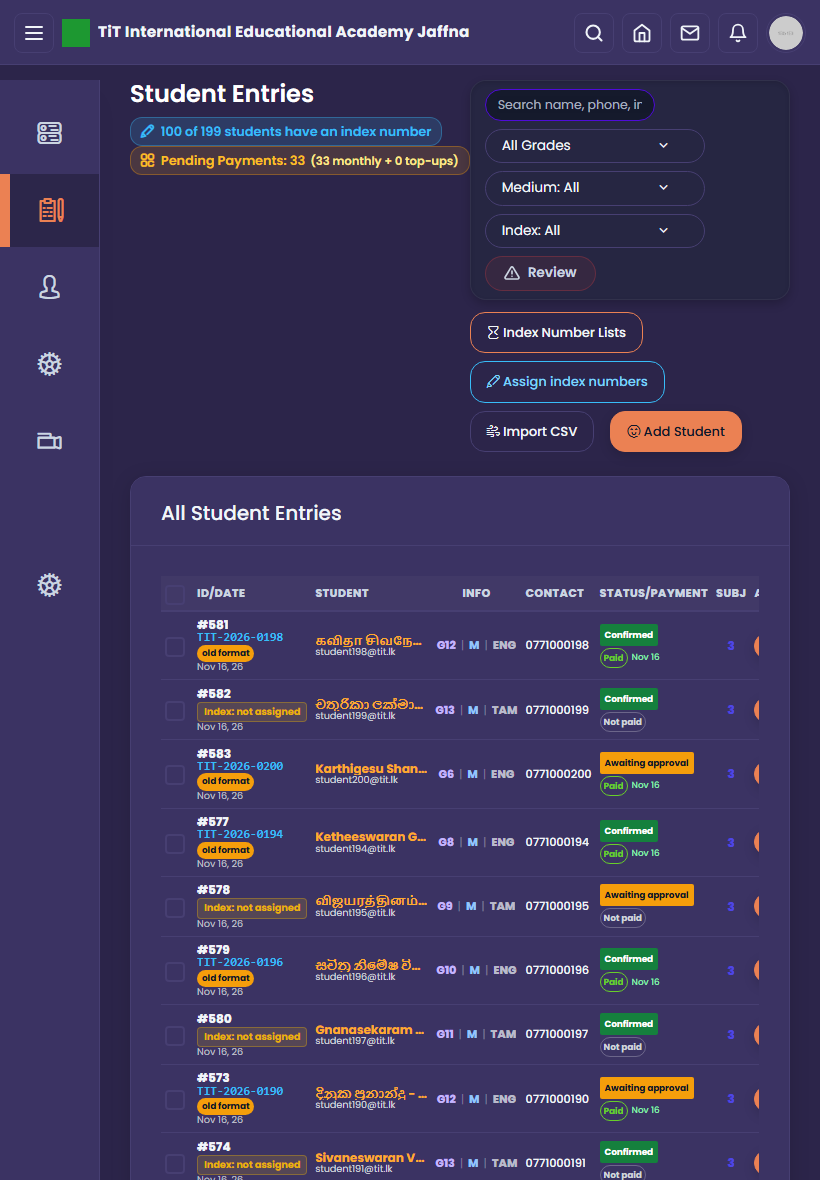 TiT International Educational Academy Jaffna
Student Entries
100 of 199 students have an index number
Pending Payments: 33 (33 monthly + 0 top-ups)
Search name, phone, ir
All Grades
Medium: All
Index: All
Review
Index Number Lists
Assign index numbers
Import CSV
Add Student
All Student Entries
ID/DATE STUDENT INFO CONTACT STATUS/PAYMENT SUBJ
#581
TIT-2026-0198
old format
Nov 16, 26
கவிதா சிவநே...
student198@tit.lk
G12 | M | ENG
0771000198
Confirmed
Paid Nov 16
3
#582
Index: not assigned
Nov 16, 26
චතුරිකා ලක්මා...
student199@tit.lk
G13 | M | TAM
0771000199
Confirmed
Not paid
3
#583
TIT-2026-0200
old format
Nov 16, 26
Karthigesu Shan...
student200@tit.lk
G6 | M | ENG
0771000200
Awaiting approval
Paid Nov 16
3
#577
TIT-2026-0194
old format
Nov 16, 26
Ketheeswaran G...
student194@tit.lk
G8 | M | ENG
0771000194
Confirmed
Paid Nov 16
3
#578
Index: not assigned
Nov 16, 26
விஜயரத்தினம்...
student195@tit.lk
G9 | M | TAM
0771000195
Awaiting approval
Not paid
3
#579
TIT-2026-0196
old format
Nov 16, 26
සචිත නිමේෂ වි...
student196@tit.lk
G10 | M | ENG
0771000196
Confirmed
Paid Nov 16
3
#580
Index: not assigned
Nov 16, 26
Gnanasekaram ...
student197@tit.lk
G11 | M | TAM
0771000197
Confirmed
Not paid
3
#573
TIT-2026-0190
old format
Nov 16, 26
දිනුක ප්‍රනාන්දු - ...
student190@tit.lk
G12 | M | ENG
0771000190
Awaiting approval
Paid Nov 16
3
#574
Index: not assigned
Nov 16, 26
Sivaneswaran V...
student191@tit.lk
G13 | M | TAM
0771000191
Confirmed
Not paid
3